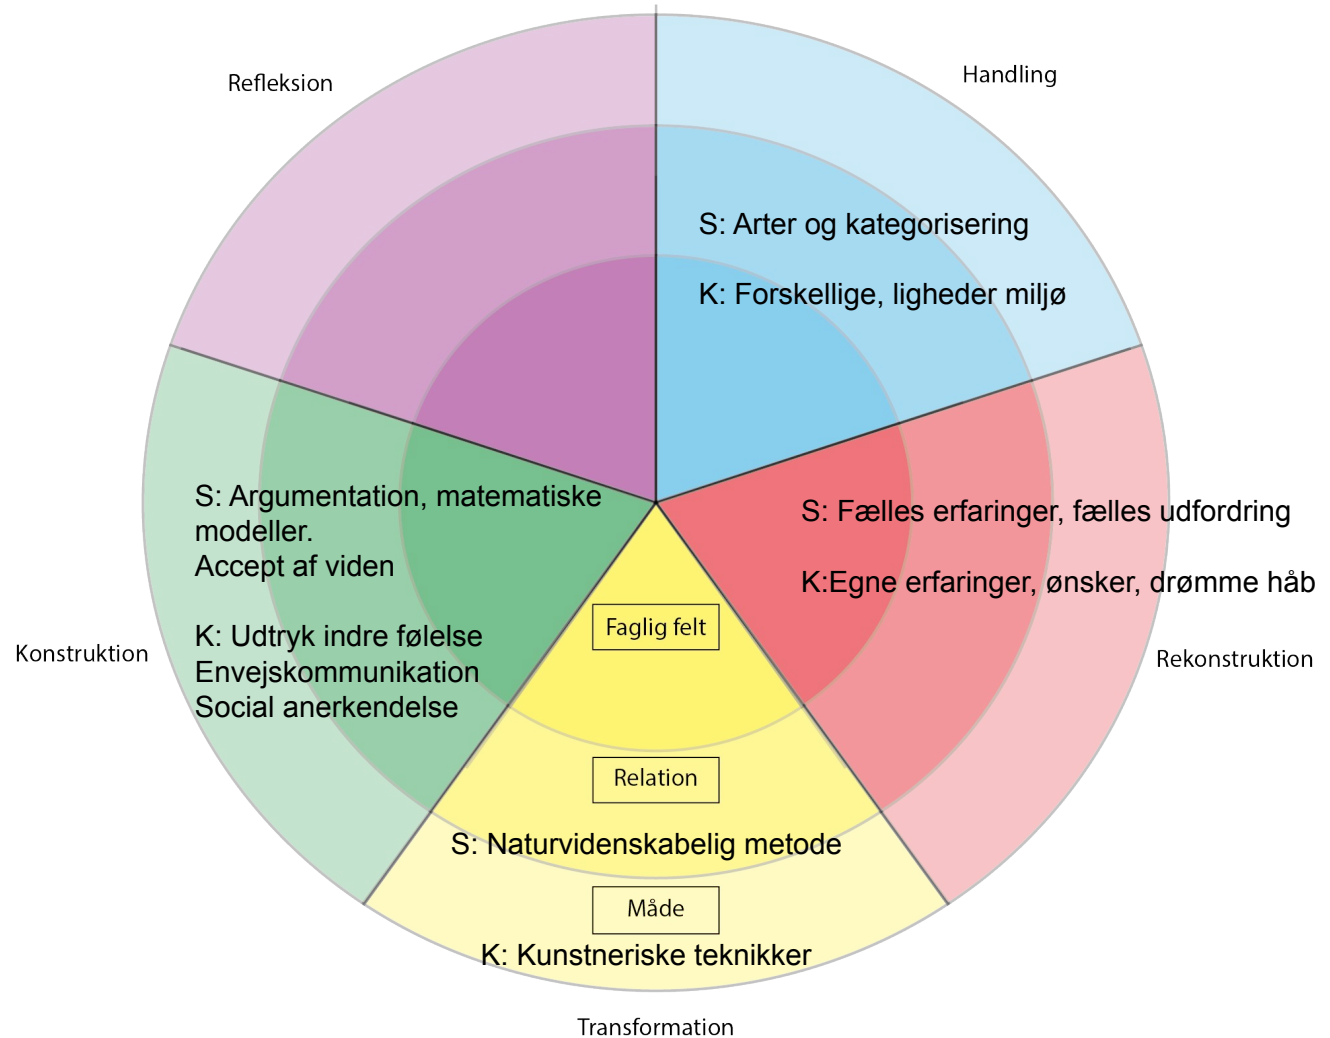 Refleksion
Handling
S: Arter og kategorisering
K: Forskellige, ligheder miljø
S: Argumentation, matematiske
modeller.
Accept af viden
K: Udtryk indre følelse
Envejskommunikation
Social anerkendelse
Konstruktion
S: Fælles erfaringer, fælles udfordring
K:Egne erfaringer, ønsker, drømme håb
Rekonstruktion
Faglig felt
Relation
S: Naturvidenskabelig metode
Måde
K: Kunstneriske teknikker
Transformation